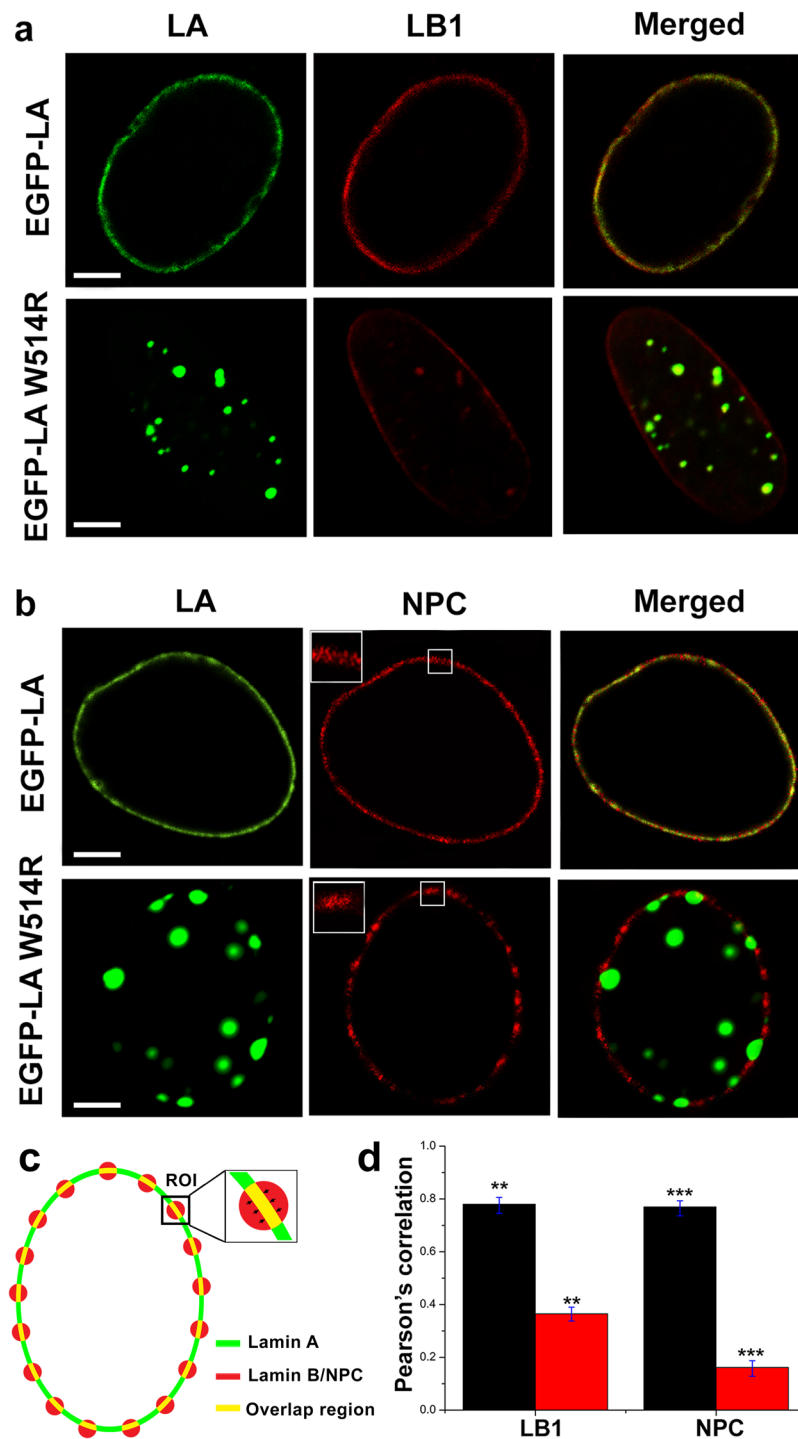 a
LA LB1 Merged
EGFP-LA
EGFP-LA W514R
b
LA NPC Merged
EGFP-LA
EGFP-LA W514R
c
ROI
Lamin A
Lamin B/NPC
Overlap region
d
Pearson's correlation
1.0
0.8
0.6
0.4
0.2
0.0
** ***
** ***
LB1 NPC